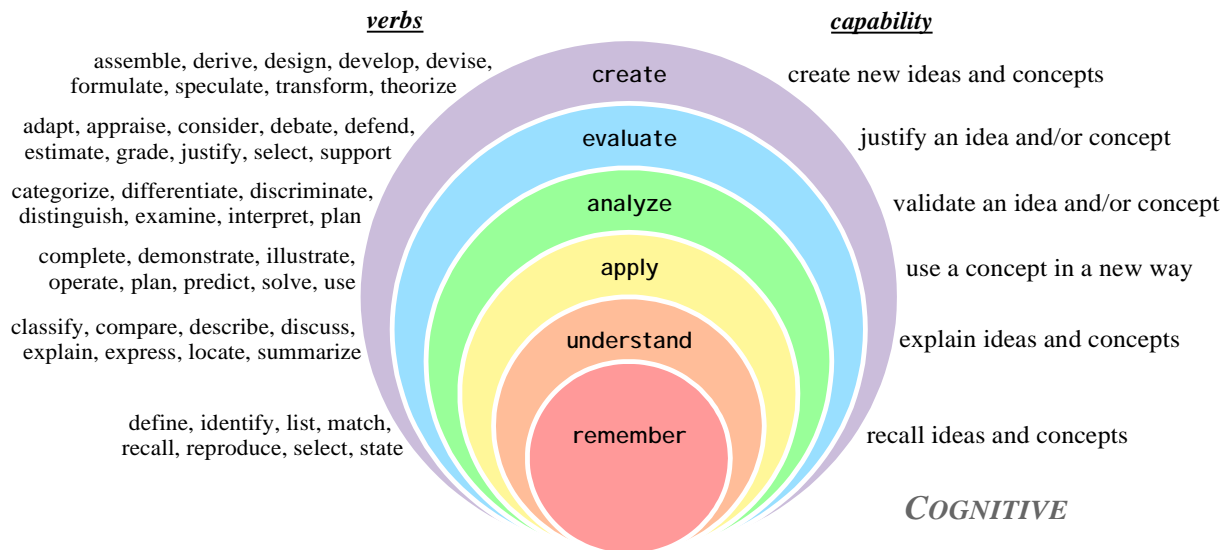 verbs
capability
assemble, derive, design, develop, devise,
formulate, speculate, transform, theorize
create
create new ideas and concepts
adapt, appraise, consider, debate, defend,
estimate, grade, justify, select, support
evaluate
justify an idea and/or concept
categorize, differentiate, discriminate,
distinguish, examine, interpret, plan
analyze
validate an idea and/or concept
complete, demonstrate, illustrate,
operate, plan, predict, solve, use
apply
use a concept in a new way
classify, compare, describe, discuss,
explain, express, locate, summarize
understand
explain ideas and concepts
define, identify, list, match,
recall, reproduce, select, state
remember
recall ideas and concepts
COGNITIVE